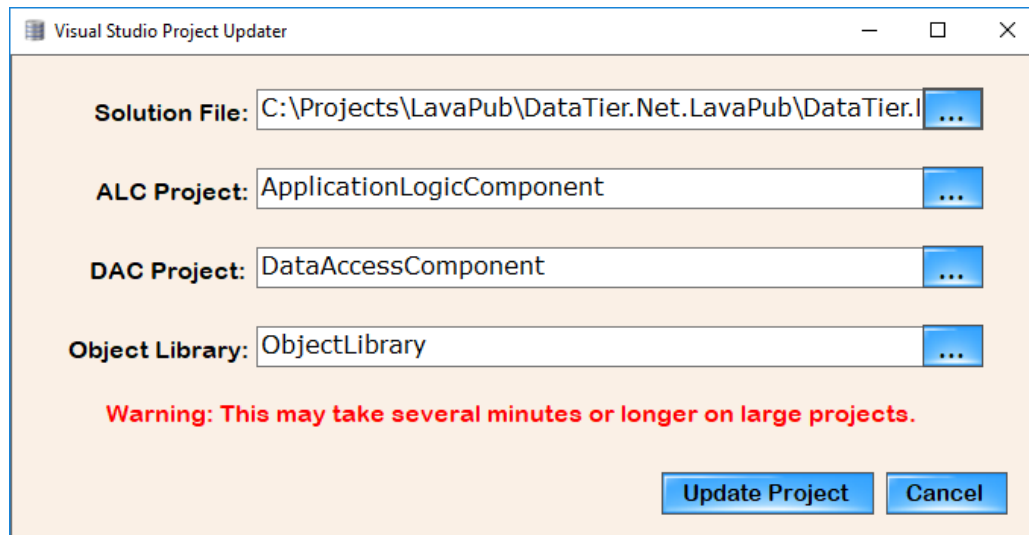 Visual Studio Project Updater
Solution File: C:\Projects\LavaPub\DataTier.Net.LavaPub\DataTier. ...
ALC Project: ApplicationLogicComponent ...
DAC Project: DataAccessComponent ...
Object Library: ObjectLibrary ...
Warning: This may take several minutes or longer on large projects.
Update Project Cancel